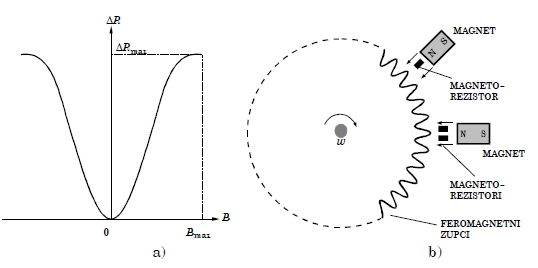 ΔP
ΔPmax
B
0
Bmax
a)
MAGNET
N S
MAGNETO-
REZISTOR
w
N S
MAGNET
MAGNETO-
REZISTORI
FEROMAGNETNI
ZUPCI
b)